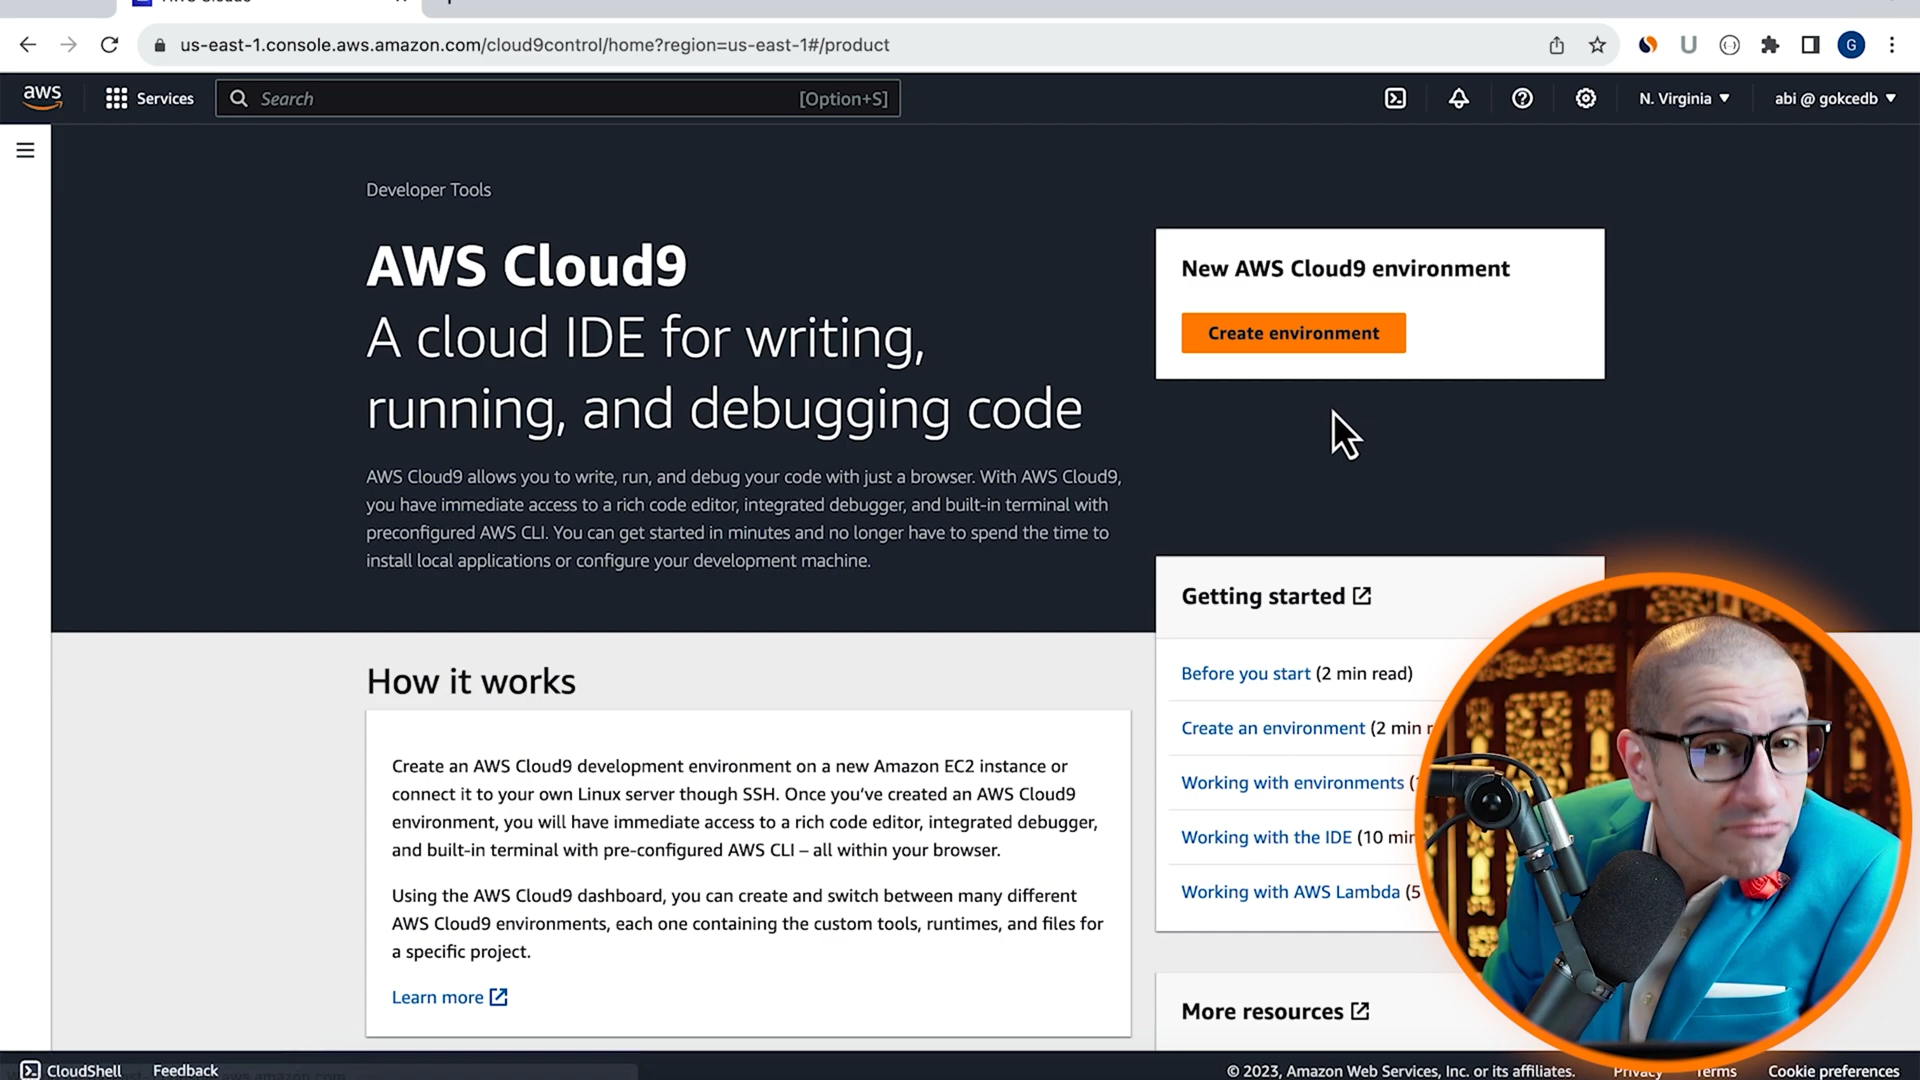 us-east-1.console.aws.amazon.com/cloud9control/home?region=us-east-1#/product
G
aws
Services
Search
[Option+S]
N. Virginia
abi @ gokcedb
Developer Tools
AWS Cloud9
A cloud IDE for writing,
running, and debugging code
AWS Cloud9 allows you to write, run, and debug your code with just a browser. With AWS Cloud9,
you have immediate access to a rich code editor, integrated debugger, and built-in terminal with
preconfigured AWS CLI. You can get started in minutes and no longer have to spend the time to
install local applications or configure your development machine.
New AWS Cloud9 environment
Create environment
Getting started
Before you start (2 min read)
Create an environment (2 min
Working with environments
Working with the IDE (10 min
Working with AWS Lambda (5
More resources
How it works
Create an AWS Cloud9 development environment on a new Amazon EC2 instance or
connect it to your own Linux server though SSH. Once you've created an AWS Cloud9
environment, you will have immediate access to a rich code editor, integrated debugger,
and built-in terminal with pre-configured AWS CLI – all within your browser.
Using the AWS Cloud9 dashboard, you can create and switch between many different
AWS Cloud9 environments, each one containing the custom tools, runtimes, and files for
a specific project.
Learn more
CloudShell
Feedback
© 2023, Amazon Web Services, Inc. or its affiliates.
Privacy
Terms
Cookie preferences